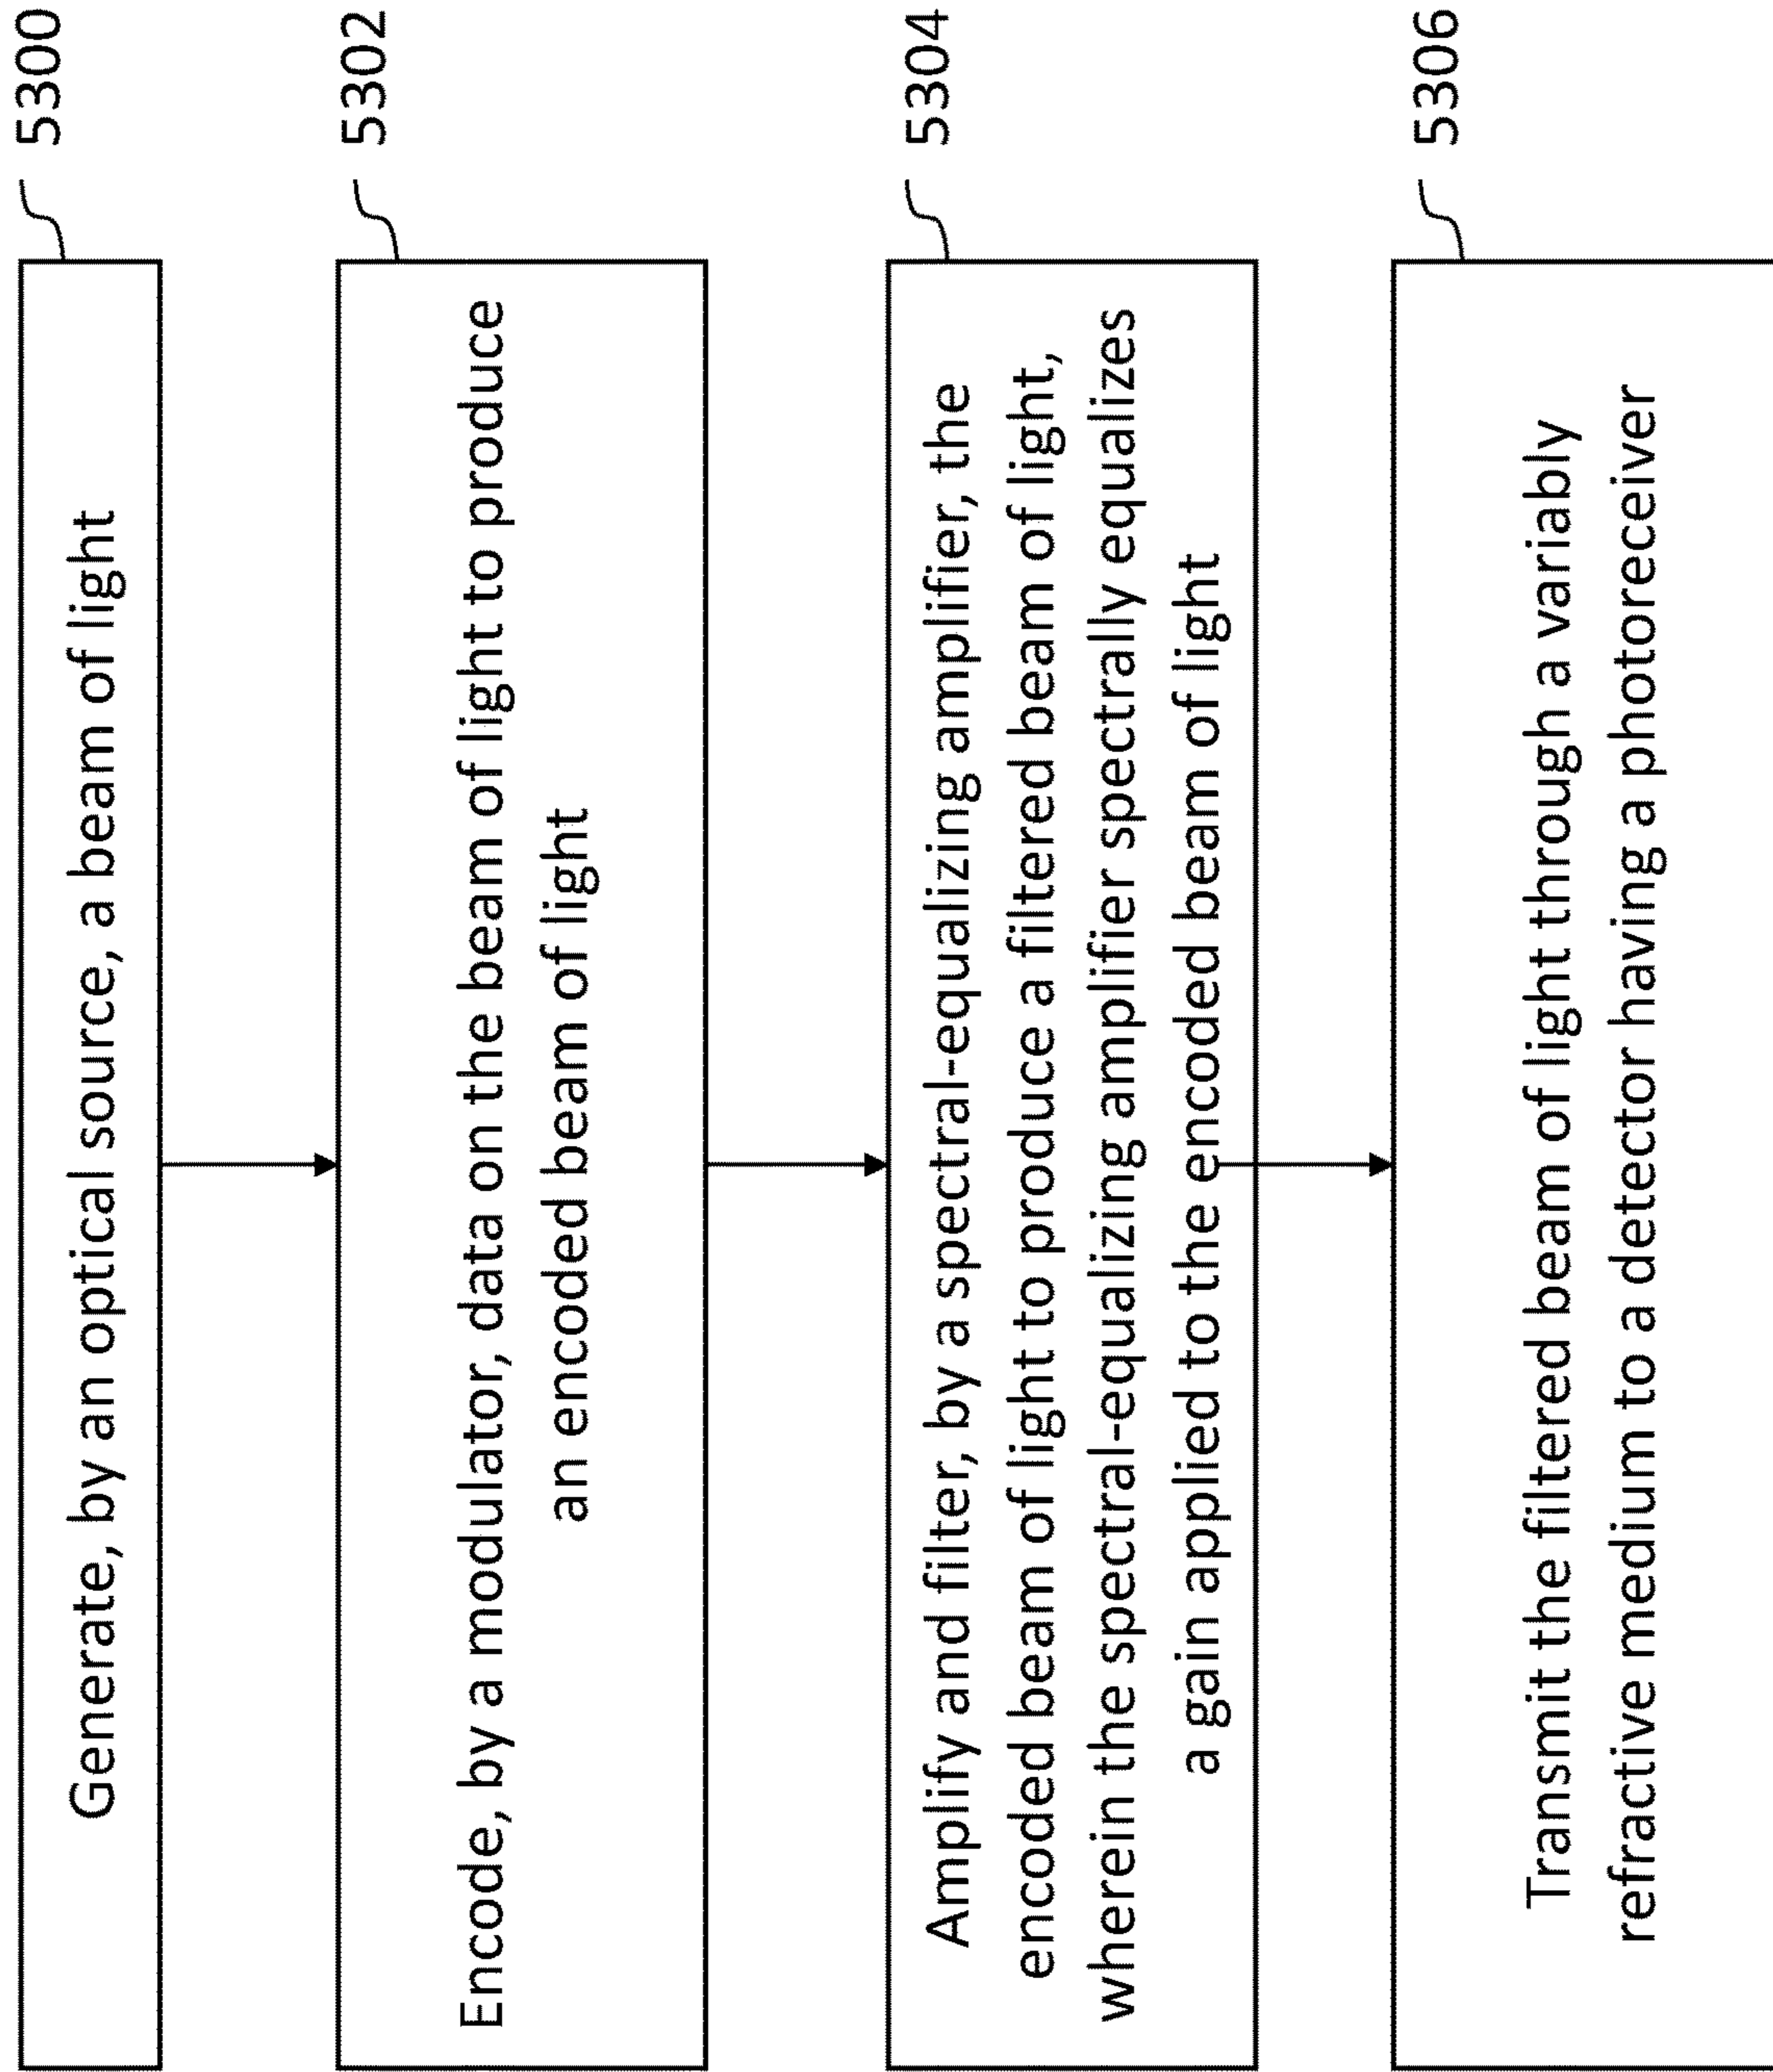 Generate, by an optical source, a beam of light
5300
Encode, by a modulator, data on the beam of light to produce
an encoded beam of light
5302
Amplify and filter, by a spectral-equalizing amplifier, the
encoded beam of light to produce a filtered beam of light,
wherein the spectral-equalizing amplifier spectrally equalizes
a gain applied to the encoded beam of light
5304
Transmit the filtered beam of light through a variably
refractive medium to a detector having a photoreceiver
5306